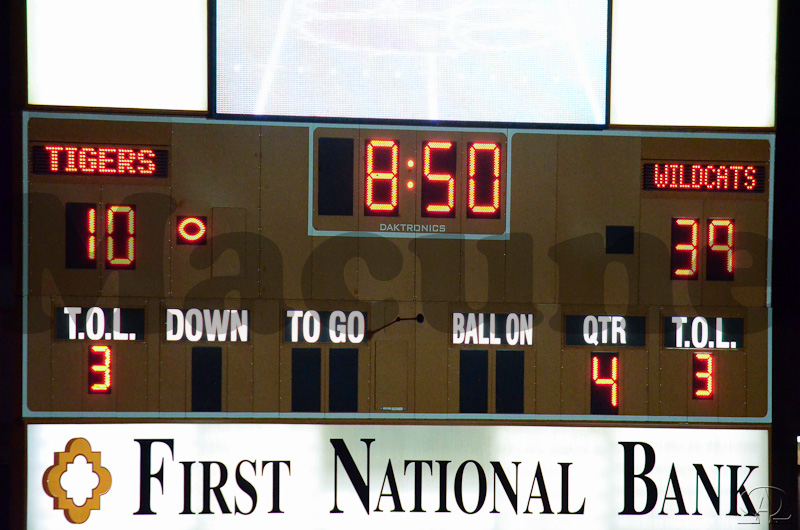 TIGERS 8:50 WILDCATS
10 39
DAKTRONICS
T.O.L. DOWN TO GO BALL ON QTR T.O.L.
3 4 3
FIRST NATIONAL BANK
Macune